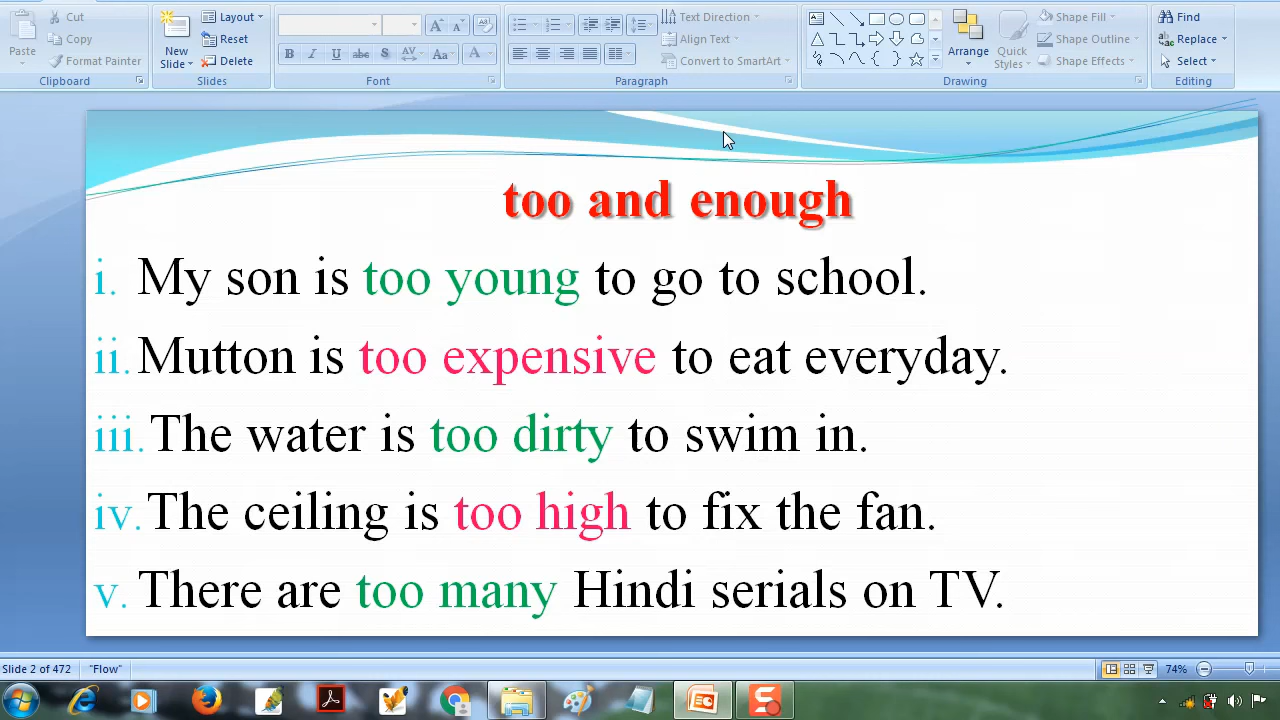 Cut
Copy
Format Painter
Paste
Clipboard
New
Slide
Layout
Reset
Delete
Slides
B I U abc S AV Aa A
Font
Text Direction
Align Text
Convert to SmartArt
Paragraph
Arrange
Quick
Styles
Shape Fill
Shape Outline
Shape Effects
Drawing
Find
Replace
Select
Editing
too and enough
i. My son is too young to go to school.
ii. Mutton is too expensive to eat everyday.
iii. The water is too dirty to swim in.
iv. The ceiling is too high to fix the fan.
v. There are too many Hindi serials on TV.
Slide 2 of 472 "Flow" 74%